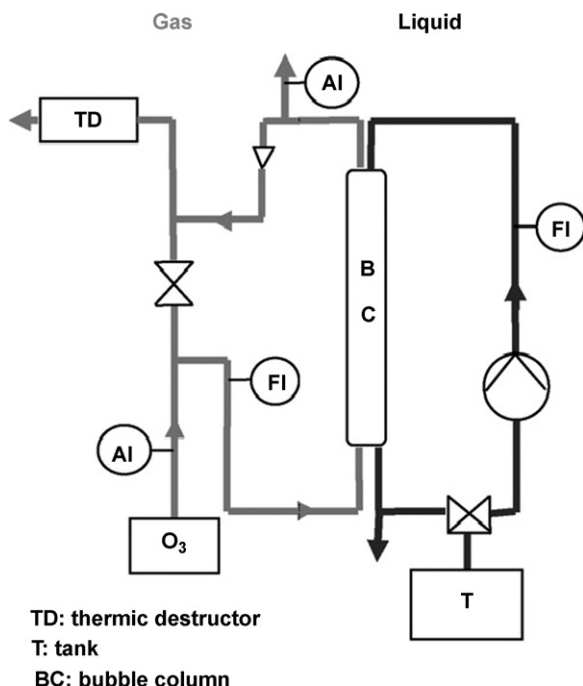 Gas
Liquid
AI
TD
FI
B
C
FI
AI
O₃
T
TD: thermic destructor
T: tank
BC: bubble column